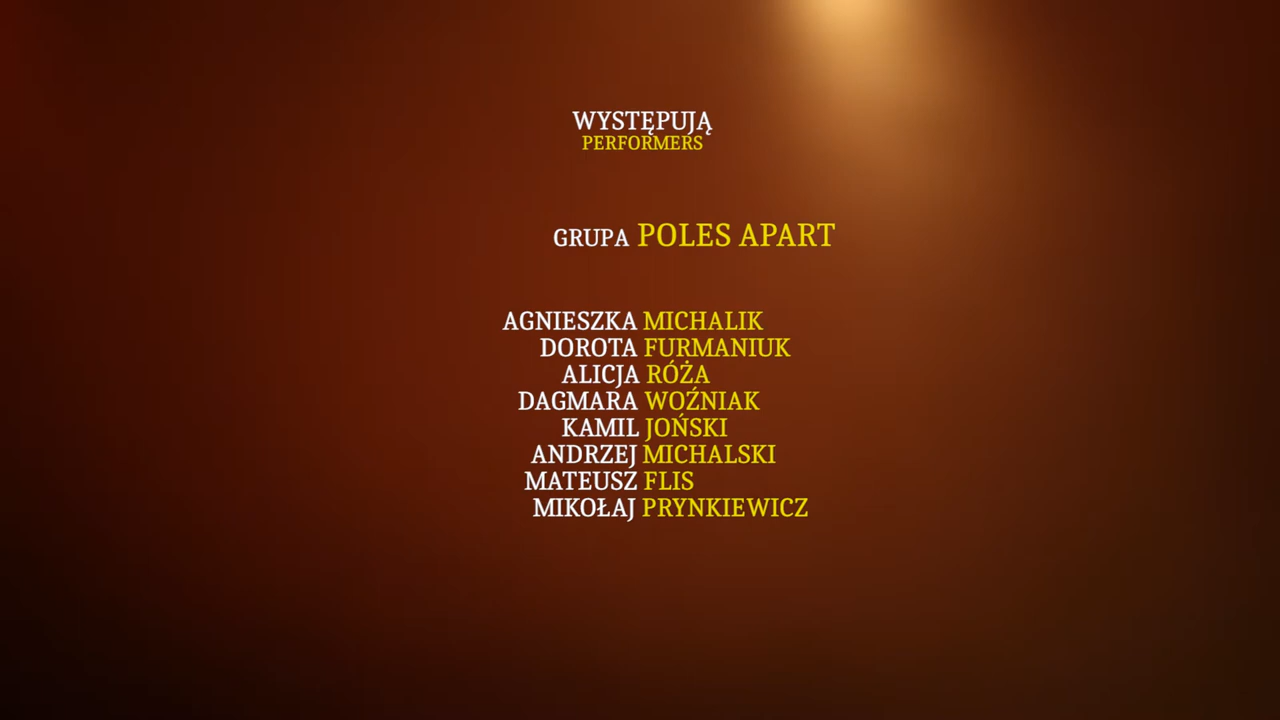 WYSTĘPUJĄ
PERFORMERS
GRUPA POLES APART
AGNIESZKA MICHALIK
DOROTA FURMANIUK
ALICJA RÓŻA
DAGMARA WOŹNIAK
KAMIL JOŃSKI
ANDRZEJ MICHALSKI
MATEUSZ FLIS
MIKOŁAJ PRYNKIEWICZ